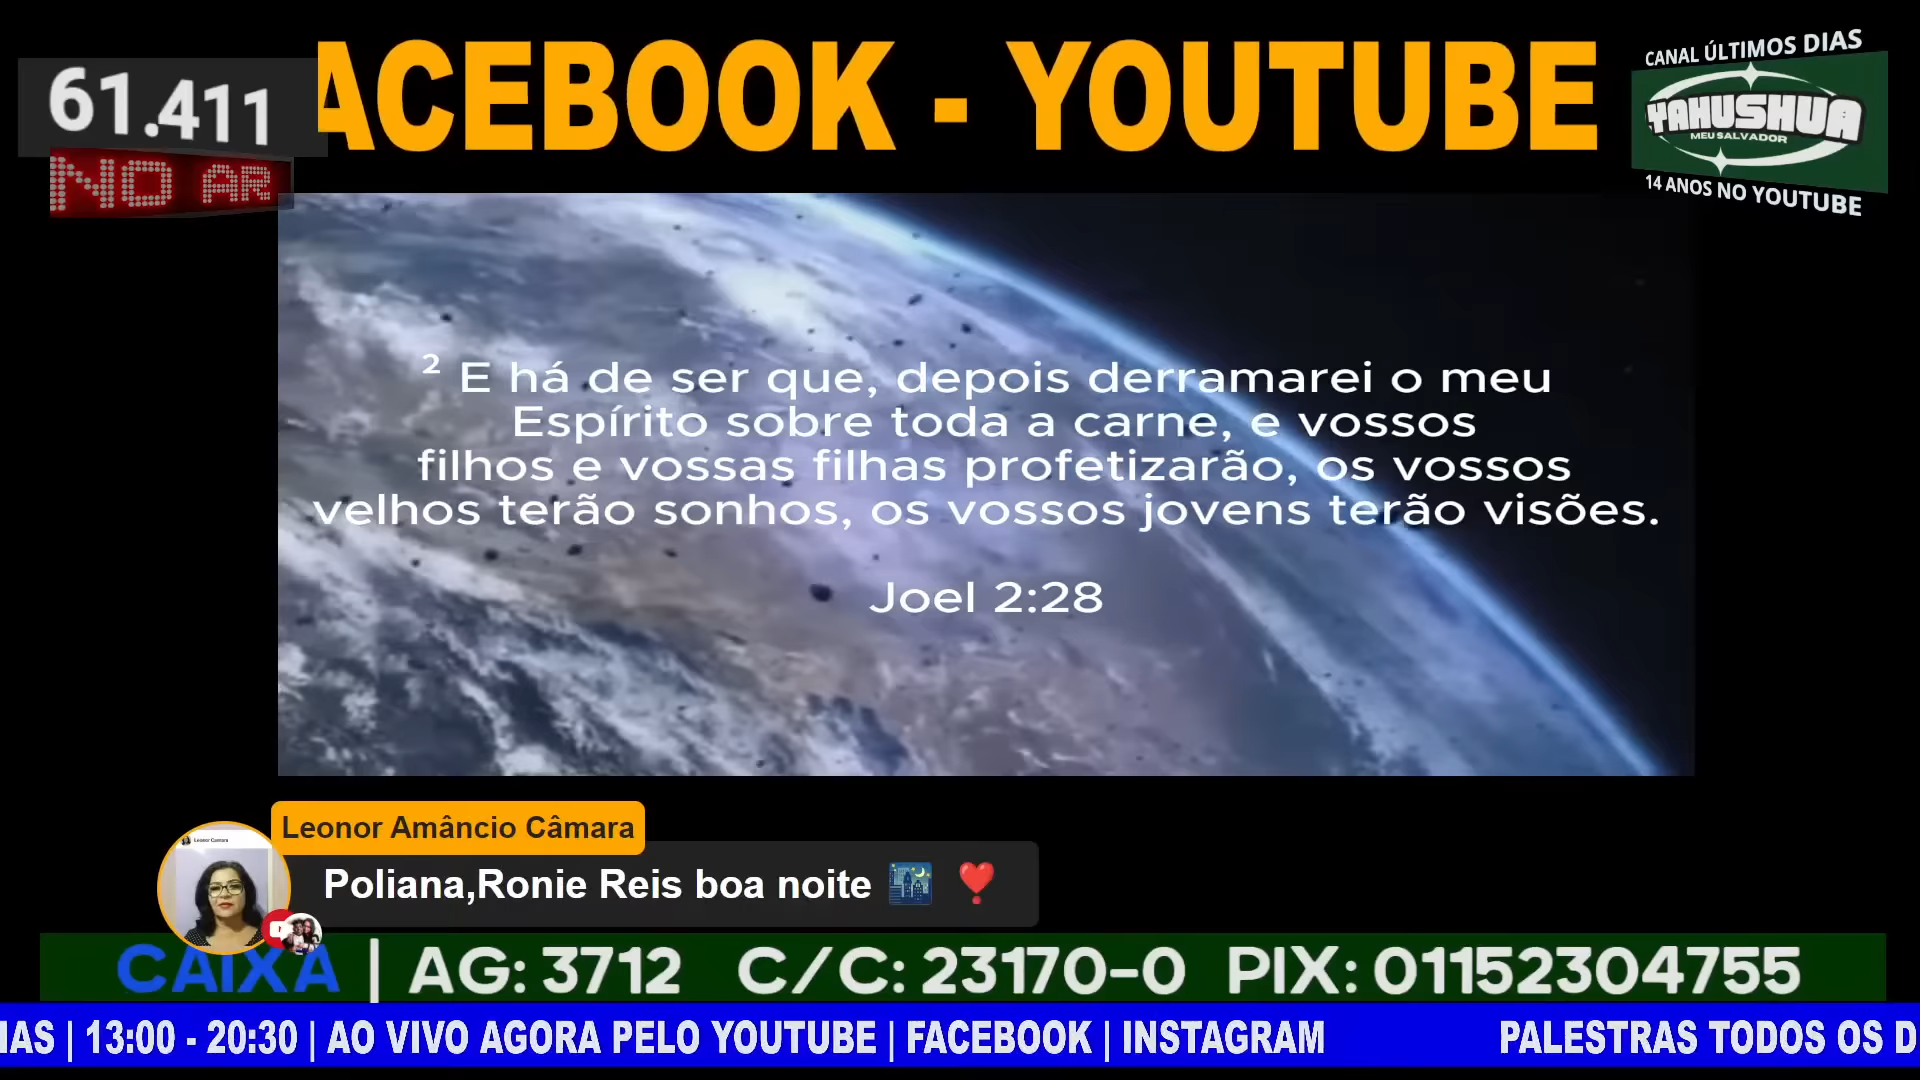 ACEBOOK - YOUTUBE
61.411
NO AR
CANAL ÚLTIMOS DIAS
YAHUSHUA
MEU SALVADOR
14 ANOS NO YOUTUBE
² E há de ser que, depois derramarei o meu
Espírito sobre toda a carne, e vossos
filhos e vossas filhas profetizarão, os vossos
velhos terão sonhos, os vossos jovens terão visões.
Joel 2:28
Leonor Amâncio Câmara
Poliana,Ronie Reis boa noite 🌃 ❣️
CAIXA | AG: 3712 C/C: 23170-0 PIX: 01152304755
IAS | 13:00 - 20:30 | AO VIVO AGORA PELO YOUTUBE | FACEBOOK | INSTAGRAM PALESTRAS TODOS OS D